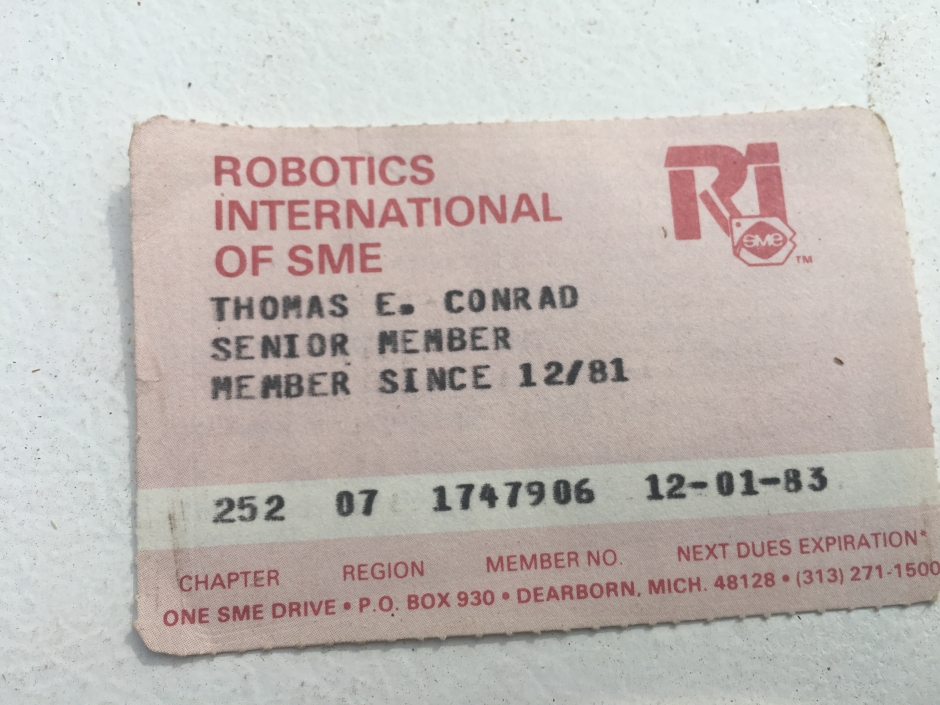 ROBOTICS
INTERNATIONAL
OF SME
RI
SME
TM
THOMAS E. CONRAD
SENIOR MEMBER
MEMBER SINCE 12/81
252 07 1747906 12-01-83
CHAPTER REGION MEMBER NO. NEXT DUES EXPIRATION*
ONE SME DRIVE • P.O. BOX 930 • DEARBORN, MICH. 48128 • (313) 271-1500